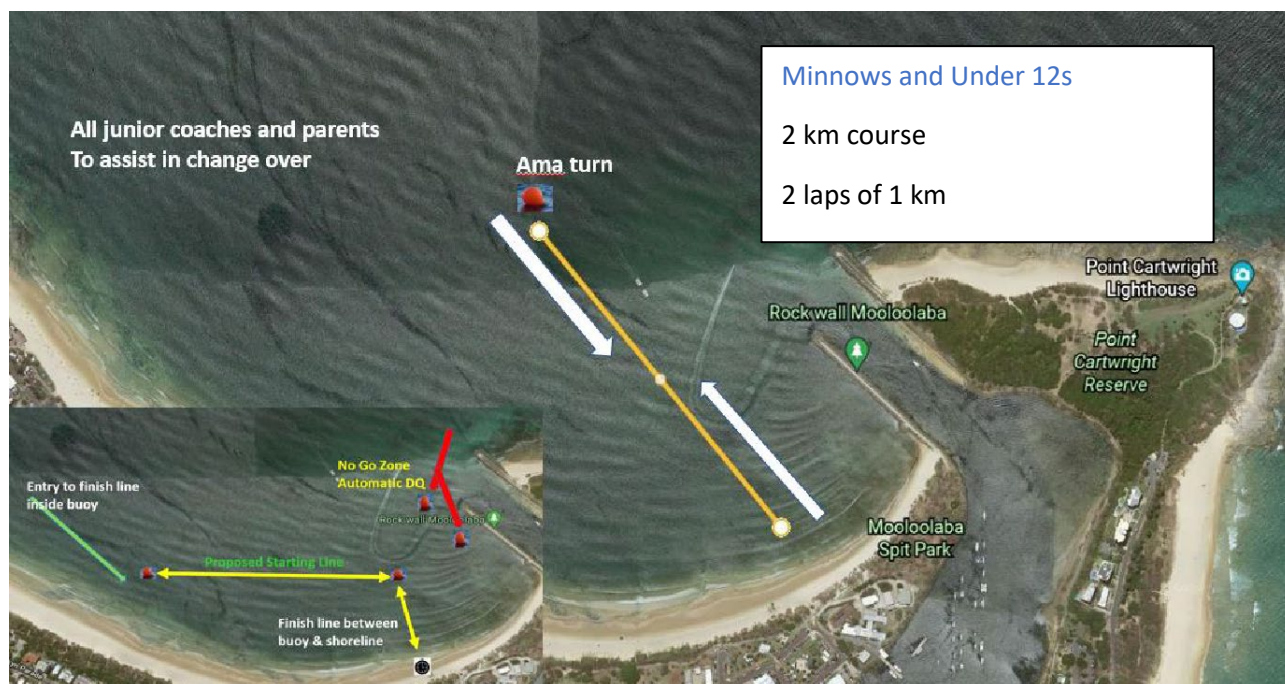 Minnows and Under 12s
2 km course
2 laps of 1 km
All junior coaches and parents
To assist in change over
Ama turn
Point Cartwright
Lighthouse
Rock wall Mooloolaba
Point
Cartwright
Reserve
Mooloolaba
Spit Park
No Go Zone
Automatic DQ
Entry to finish line
inside buoy
Rock wall Mooloolaba
Proposed Starting Line
Finish line between
buoy & shoreline